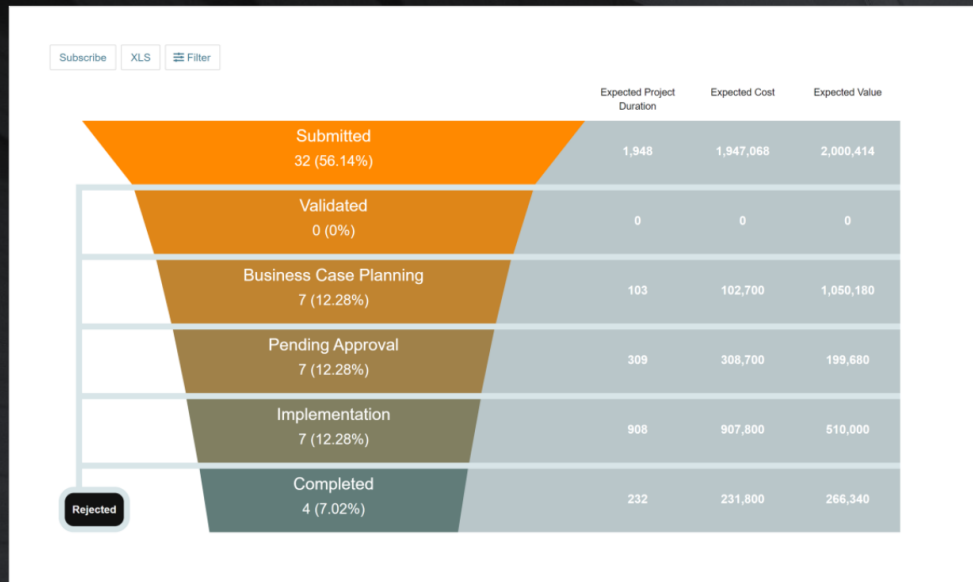 Subscribe
XLS
Filter
Expected Project
Duration
Expected Cost
Expected Value
Submitted
32 (56.14%)
1,948
1,947,068
2,000,414
Validated
0 (0%)
0
0
0
Business Case Planning
7 (12.28%)
103
102,700
1,050,180
Pending Approval
7 (12.28%)
309
308,700
199,680
Implementation
7 (12.28%)
908
907,800
510,000
Completed
4 (7.02%)
232
231,800
266,340
Rejected